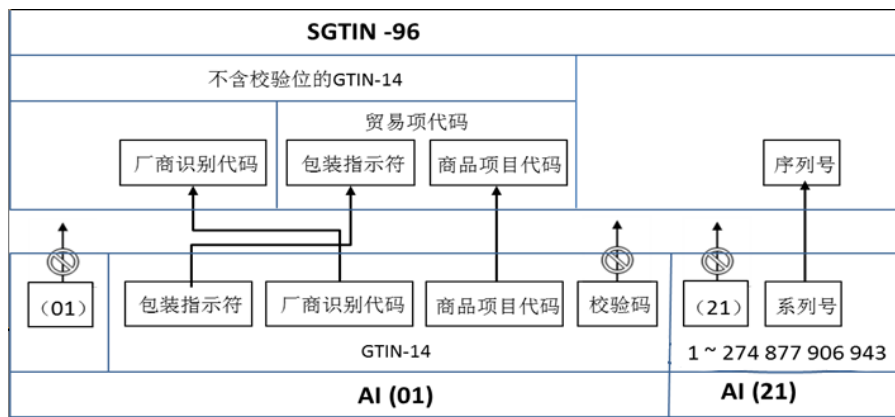 SGTIN -96
不含校验位的GTIN-14
贸易项代码
厂商识别代码 包装指示符 商品项目代码 序列号
（01） 包装指示符 厂商识别代码 商品项目代码 校验码 （21） 系列号
GTIN-14 1 ~ 274 877 906 943
AI (01) AI (21)